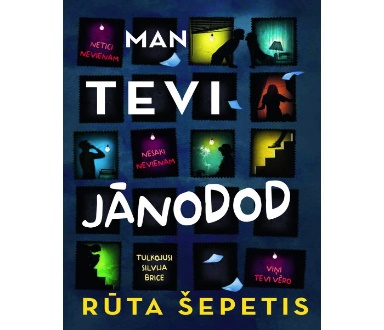 MAN
NETICI
NEVIENAM
TEVI
NESAKI
NEVIENAM
JĀNODOD
TULKOJUSI
SILVIJA
BRICE
VIŅI
TEVI VĒRO
RŪTA ŠEPETIS